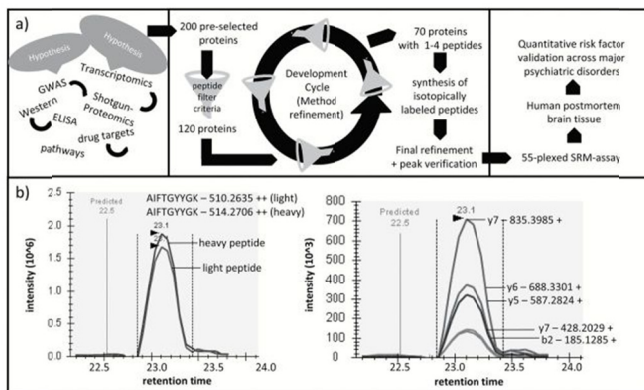 a)
Hypothesis
Hypothesis
Transcriptomics
GWAS
Western
Shotgun-
Proteomics
ELISA
drug targets
pathways
200 pre-selected
proteins
peptide
filter
criteria
120 proteins
Development
Cycle
(Method
refinement)
70 proteins
with 1-4 peptides
synthesis of
isotopically
labeled peptides
Final refinement
+ peak verification
Quantitative risk factor
validation across major
psychiatric disorders
Human postmortem
brain tissue
55-plexed SRM-assay
b)
AIFTGYYGK – 510.2635 ++ (light)
AIFTGYYGK – 514.2706 ++ (heavy)
Predicted
22.5
23.1
heavy peptide
light peptide
intensity (10^6)
2.5
2.0
1.5
1.0
0.5
0.0
22.5 23.0 23.5 24.0
retention time
Predicted
22.5
23.1
y7 – 835.3985 +
y6 – 688.3301 +
y5 – 587.2824 +
y7 – 428.2029 +
b2 – 185.1285 +
intensity (10^3)
800
700
600
500
400
300
200
100
0
22.5 23.0 23.5 24.0
retention time